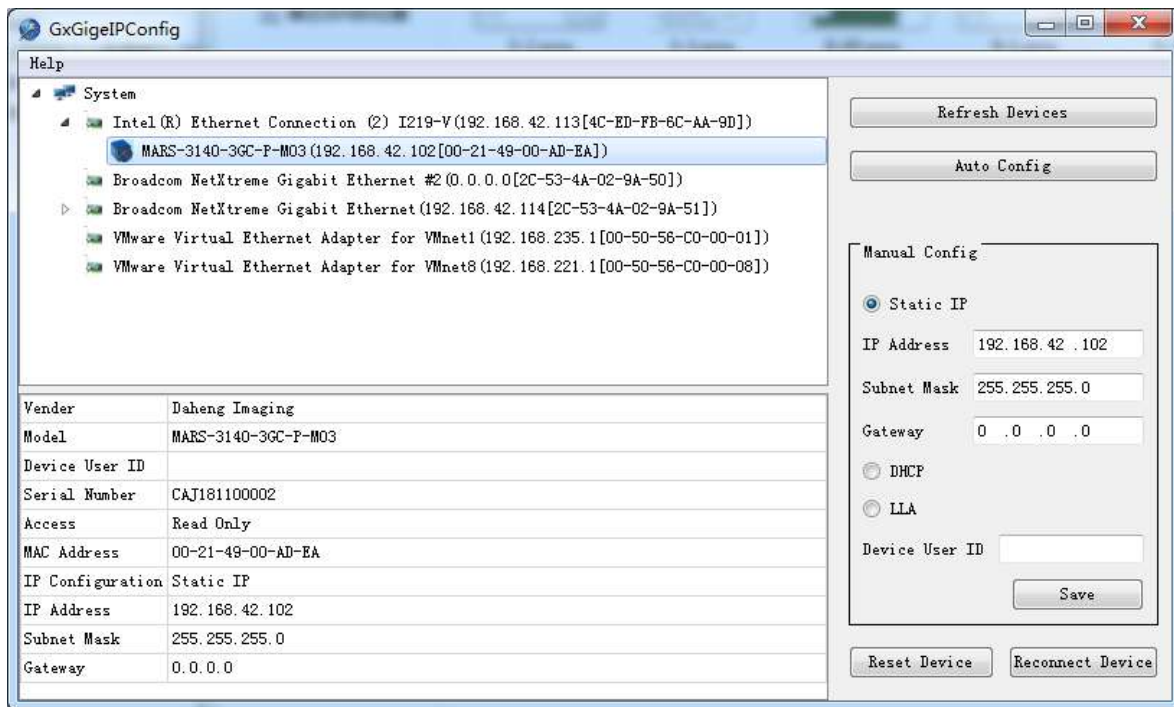 GxGigeIPConfig
Help
System
Intel(R) Ethernet Connection (2) I219-V(192.168.42.113[4C-ED-FB-6C-AA-9D])
MARS-3140-3GC-P-M03(192.168.42.102[00-21-49-00-AD-EA])
Broadcom NetXtreme Gigabit Ethernet #2(0.0.0.0[2C-53-4A-02-9A-50])
Broadcom NetXtreme Gigabit Ethernet(192.168.42.114[2C-53-4A-02-9A-51])
VMware Virtual Ethernet Adapter for VMnet1(192.168.235.1[00-50-56-C0-00-01])
VMware Virtual Ethernet Adapter for VMnet8(192.168.221.1[00-50-56-C0-00-08])
Vender Daheng Imaging
Model MARS-3140-3GC-P-M03
Device User ID
Serial Number CAJ181100002
Access Read Only
MAC Address 00-21-49-00-AD-EA
IP Configuration Static IP
IP Address 192.168.42.102
Subnet Mask 255.255.255.0
Gateway 0.0.0.0
Refresh Devices
Auto Config
Manual Config
Static IP
IP Address 192.168.42 .102
Subnet Mask 255.255.255.0
Gateway 0 .0 .0 .0
DHCP
LLA
Device User ID
Save
Reset Device Reconnect Device